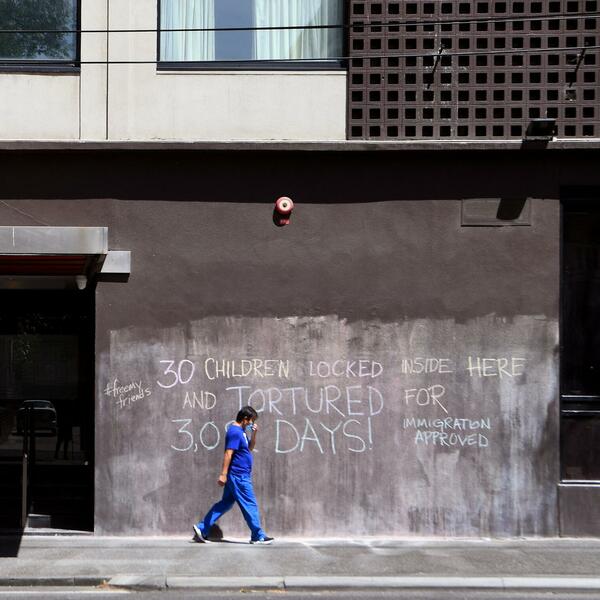 #freemy
friends
30 CHILDREN LOCKED INSIDE HERE
AND TORTURED FOR
3,0 DAYS!
IMMIGRATION
APPROVED